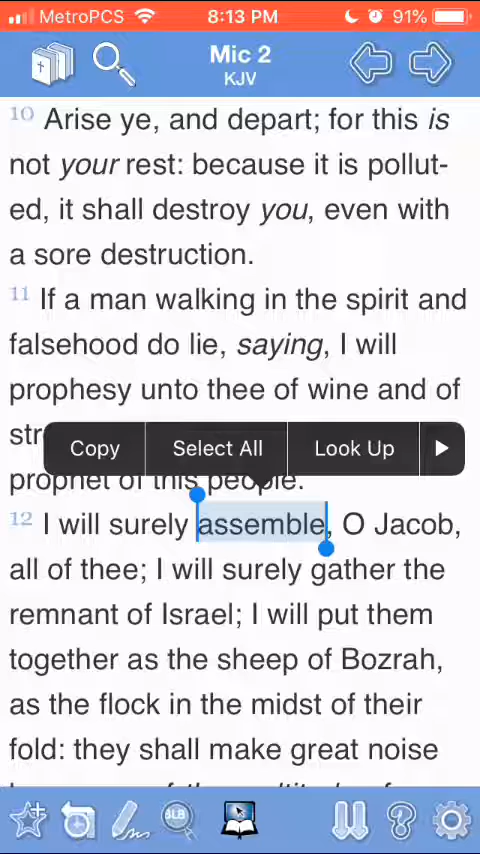 MetroPCS 8:13 PM 91%
Mic 2
KJV
10 Arise ye, and depart; for this is
not your rest: because it is pollut-
ed, it shall destroy you, even with
a sore destruction.
11 If a man walking in the spirit and
falsehood do lie, saying, I will
prophesy unto thee of wine and of
str
Copy Select All Look Up
prophet of this people.
12 I will surely assemble, O Jacob,
all of thee; I will surely gather the
remnant of Israel; I will put them
together as the sheep of Bozrah,
as the flock in the midst of their
fold: they shall make great noise
BLB